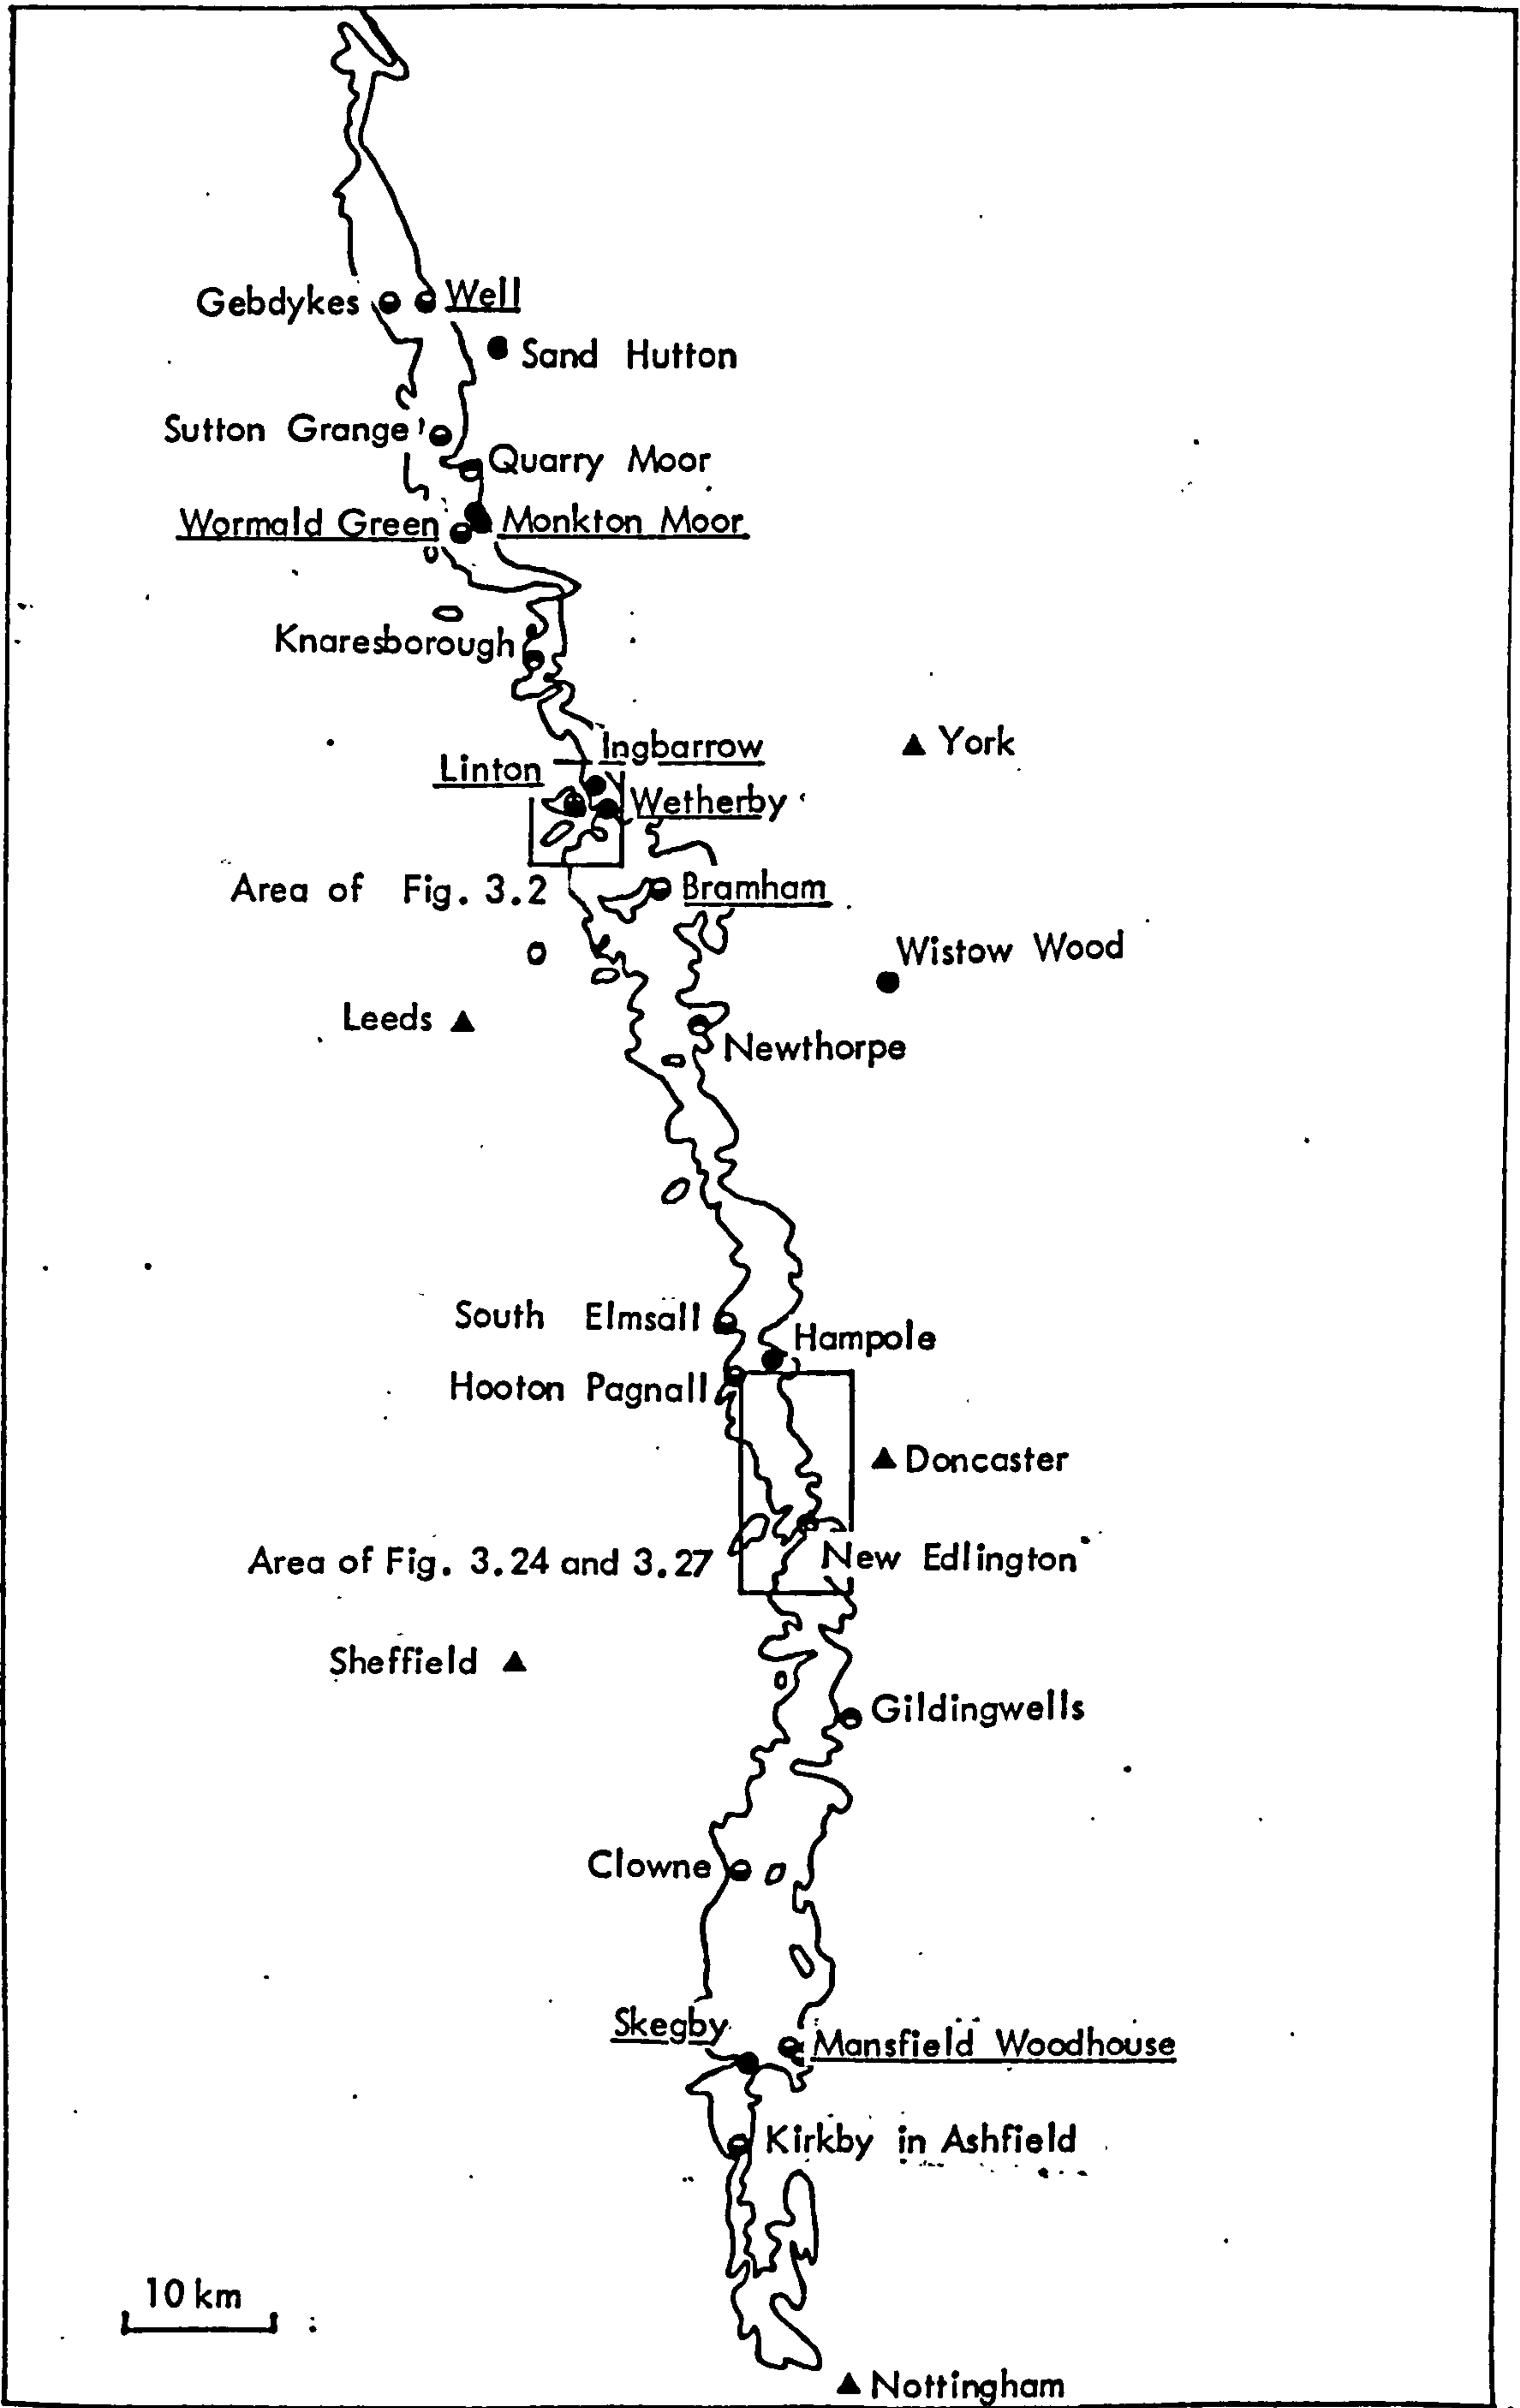 Gebdykes
Well
Sand Hutton
Sutton Grange
Quarry Moor
Wormald Green
Monkton Moor
Knaresborough
Ingbarrow
York
Linton
Wetherby
Area of Fig. 3.2
Bramham
Wistow Wood
Leeds
Newthorpe
South Elmsall
Hampole
Hooton Pagnall
Doncaster
Area of Fig. 3.24 and 3.27
New Edlington
Sheffield
Gildingwells
Clowne
Skegby
Mansfield Woodhouse
Kirkby in Ashfield
10 km
Nottingham